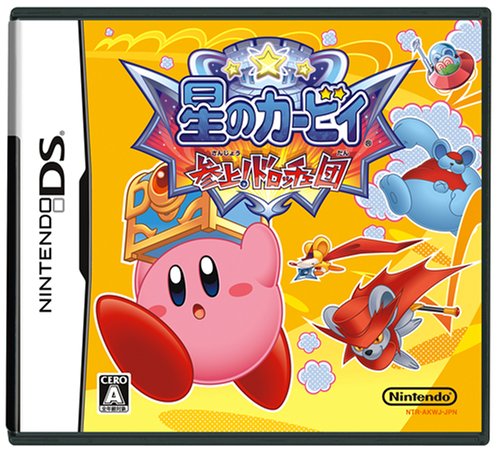 NINTENDO DS™
星のカービィ®
さんじょう だん
参上!ドロッチェ団
CERO
A
全年齢対象
Nintendo®
NTR-AKWJ-JPN